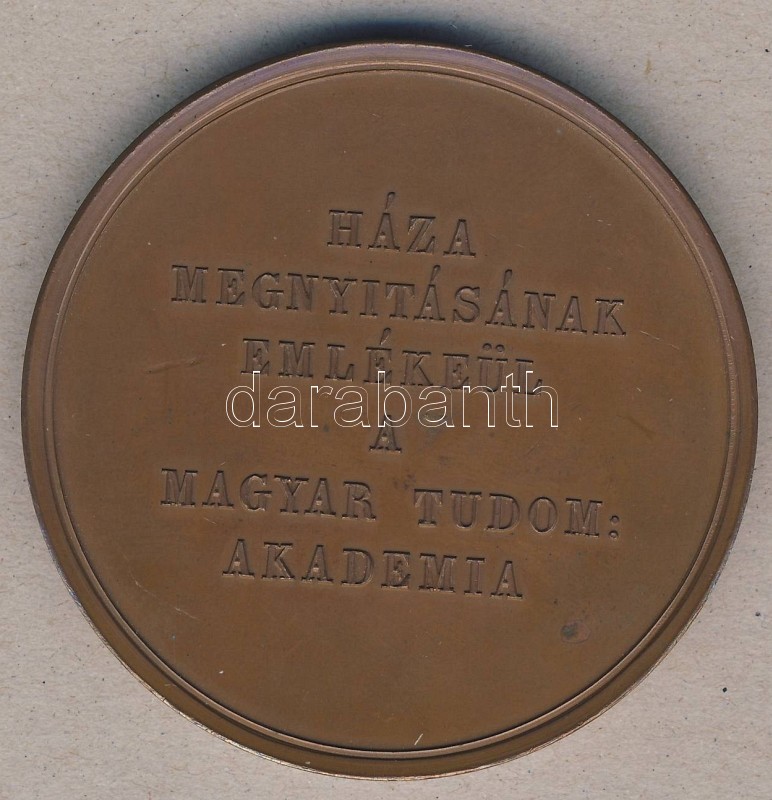 HÁZA
MEGNYITÁSÁNAK
EMLÉKEÜL
darabanth
A
MAGYAR TUDOM:
AKADEMIA